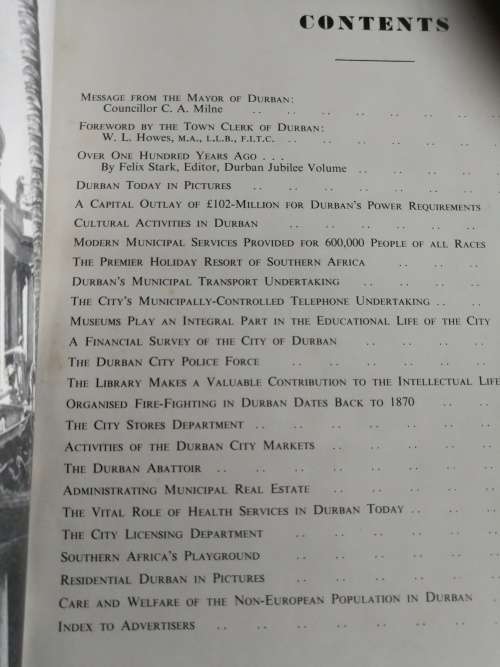 CONTENTS
MESSAGE FROM THE MAYOR OF DURBAN:
Councillor C. A. Milne .. .. .. .. .. ..
FOREWORD BY THE TOWN CLERK OF DURBAN:
W. L. HOWES, M.A., L.L.B., F.I.T.C. .. .. .. .. .. ..
OVER ONE HUNDRED YEARS AGO . . .
By Felix Stark, Editor, Durban Jubilee Volume .. .. .. ..
DURBAN TODAY IN PICTURES .. .. .. .. .. .. ..
A CAPITAL OUTLAY OF £102-MILLION FOR DURBAN'S POWER REQUIREMENTS
CULTURAL ACTIVITIES IN DURBAN .. .. .. .. .. ..
MODERN MUNICIPAL SERVICES PROVIDED FOR 600,000 PEOPLE OF ALL RACES
THE PREMIER HOLIDAY RESORT OF SOUTHERN AFRICA .. .. ..
DURBAN'S MUNICIPAL TRANSPORT UNDERTAKING .. .. .. ..
THE CITY'S MUNICIPALLY-CONTROLLED TELEPHONE UNDERTAKING .. ..
MUSEUMS PLAY AN INTEGRAL PART IN THE EDUCATIONAL LIFE OF THE CITY
A FINANCIAL SURVEY OF THE CITY OF DURBAN .. .. .. ..
THE DURBAN CITY POLICE FORCE .. .. .. .. .. ..
THE LIBRARY MAKES A VALUABLE CONTRIBUTION TO THE INTELLECTUAL LIFE
ORGANISED FIRE-FIGHTING IN DURBAN DATES BACK TO 1870 .. ..
THE CITY STORES DEPARTMENT .. .. .. .. .. .. ..
ACTIVITIES OF THE DURBAN CITY MARKETS .. .. .. .. ..
THE DURBAN ABATTOIR .. .. .. .. .. .. .. ..
ADMINISTRATING MUNICIPAL REAL ESTATE .. .. .. .. ..
THE VITAL ROLE OF HEALTH SERVICES IN DURBAN TODAY .. .. ..
THE CITY LICENSING DEPARTMENT .. .. .. .. .. ..
SOUTHERN AFRICA'S PLAYGROUND .. .. .. .. .. ..
RESIDENTIAL DURBAN IN PICTURES .. .. .. .. .. ..
CARE AND WELFARE OF THE NON-EUROPEAN POPULATION IN DURBAN ..
INDEX TO ADVERTISERS .. .. .. .. .. .. .. ..